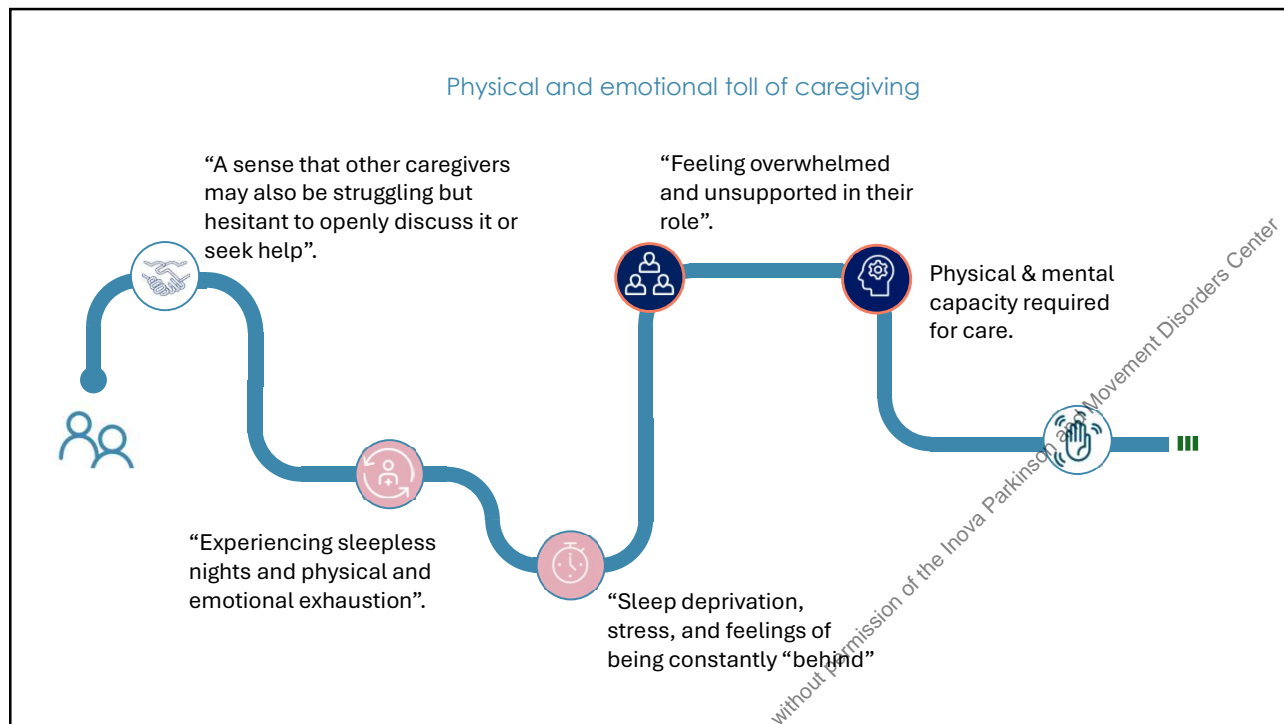 Physical and emotional toll of caregiving
“A sense that other caregivers
may also be struggling but
hesitant to openly discuss it or
seek help”.
“Feeling overwhelmed
and unsupported in their
role”.
Physical & mental
capacity required
for care.
“Experiencing sleepless
nights and physical and
emotional exhaustion”.
“Sleep deprivation,
stress, and feelings of
being constantly “behind”
without permission of the Inova Parkinson and Movement Disorders Center